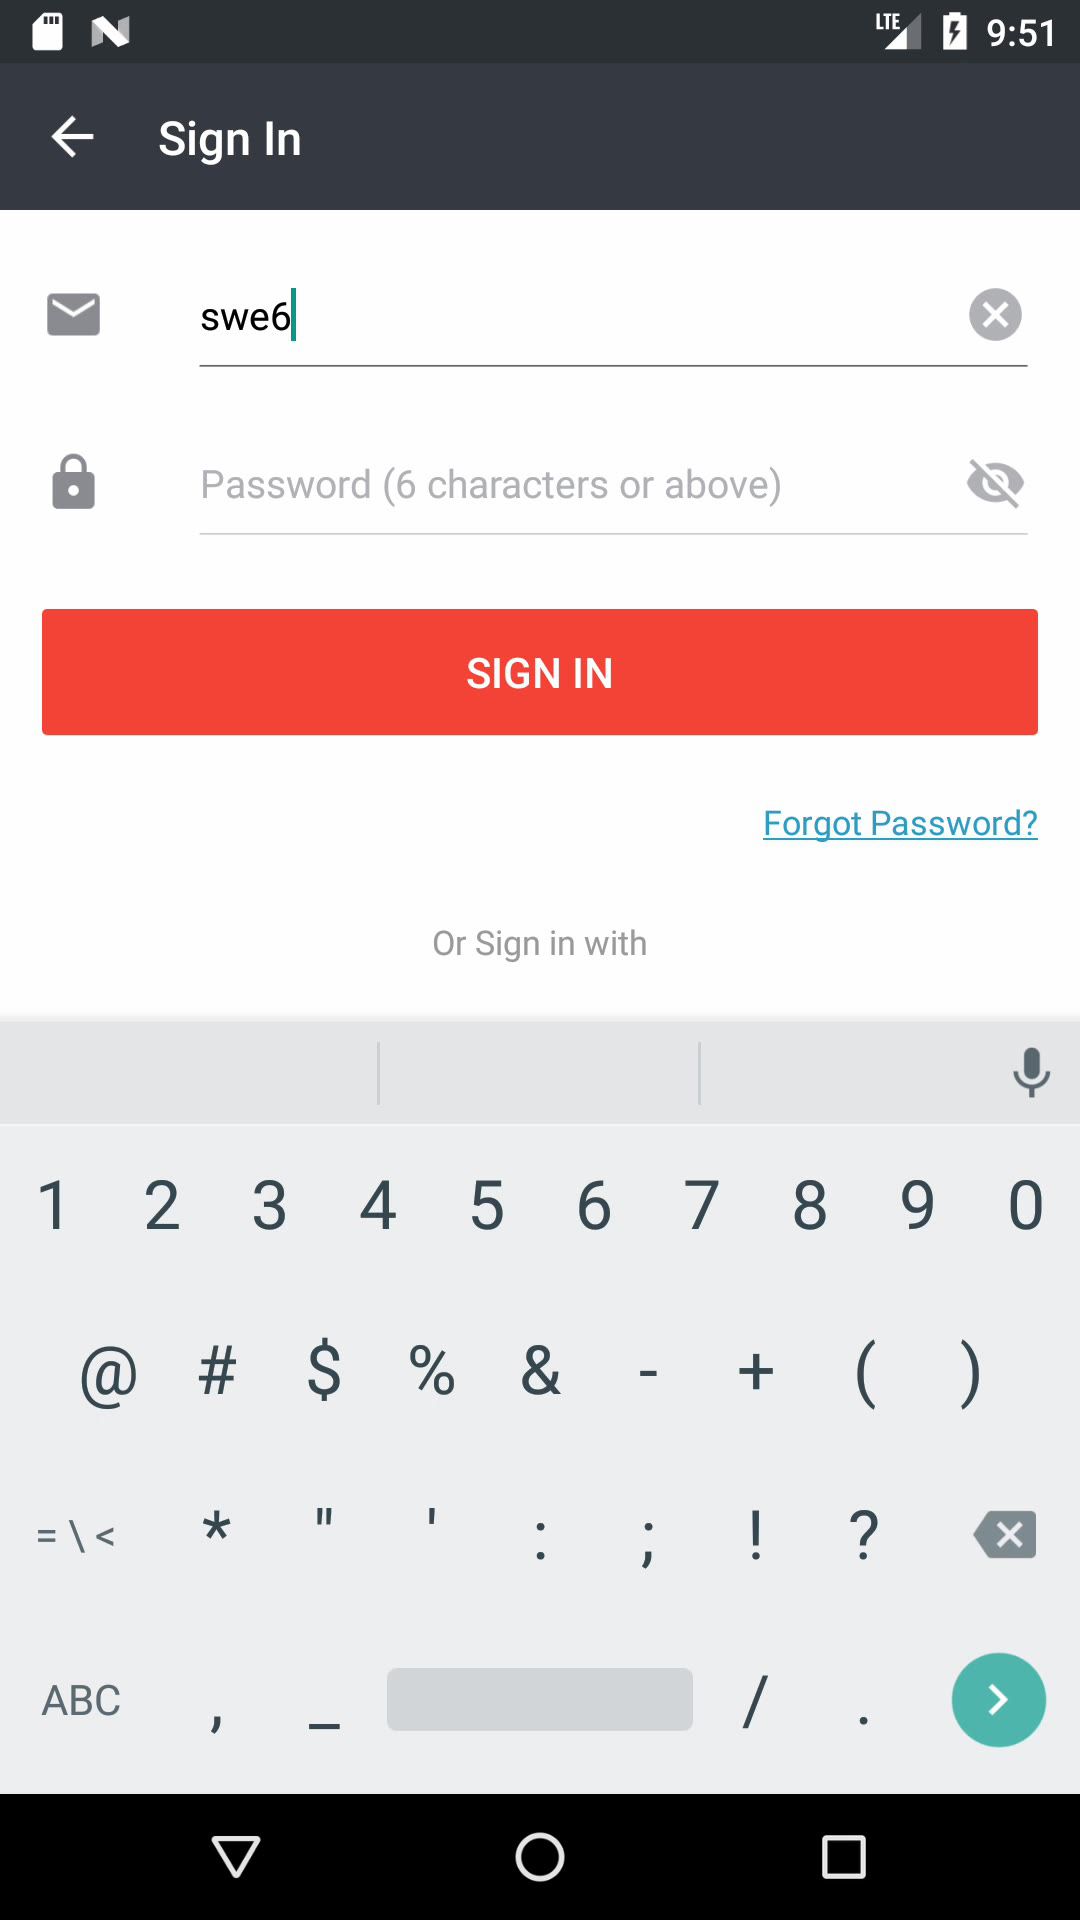 LTE 9:51
Sign In
swe6
Password (6 characters or above)
SIGN IN
Forgot Password?
Or Sign in with
1 2 3 4 5 6 7 8 9 0
@ # $ % & - + ( )
= \ < * " ' : ; ! ?
ABC , _ / .